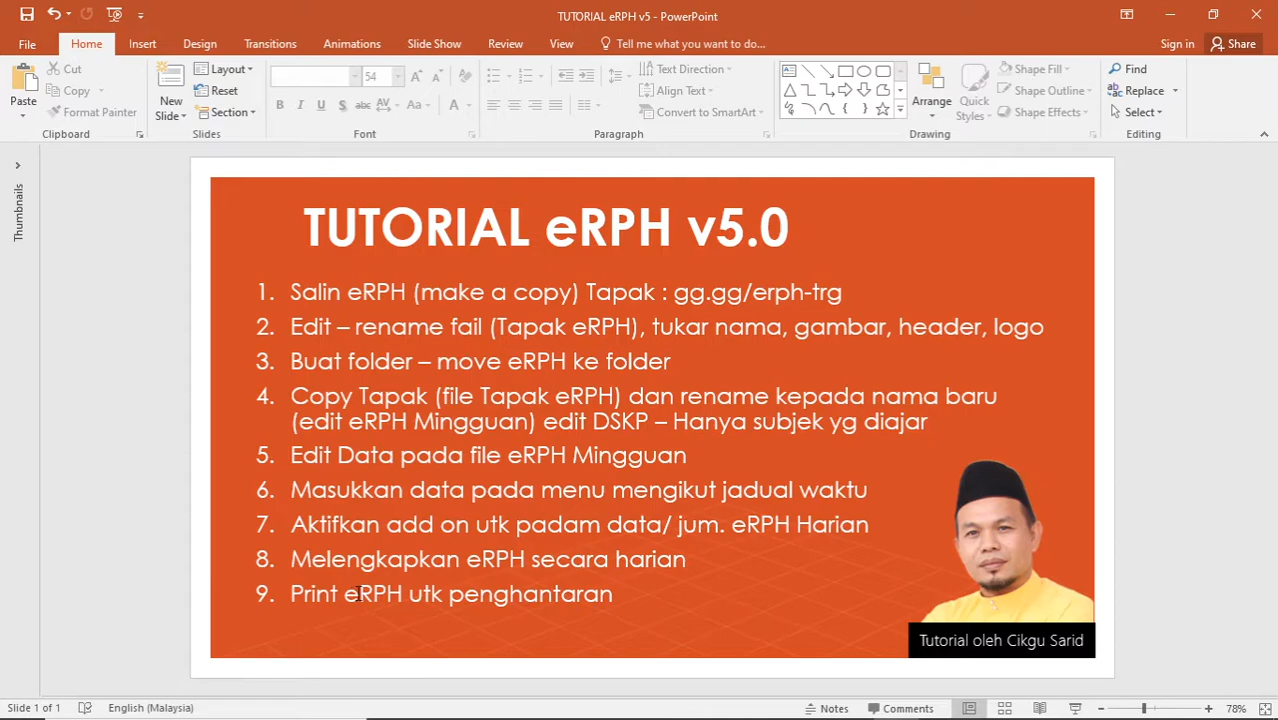 TUTORIAL eRPH v5 - PowerPoint
File Home Insert Design Transitions Animations Slide Show Review View Tell me what you want to do... Sign in Share
Paste
Cut
Copy
Format Painter
Clipboard
New Slide
Layout
Reset
Section
Slides
54
B I U S abc AV Aa A
Font
Text Direction
Align Text
Convert to SmartArt
Paragraph
Arrange
Quick Styles
Shape Fill
Shape Outline
Shape Effects
Drawing
Find
Replace
Select
Editing
Thumbnails
TUTORIAL eRPH v5.0
1. Salin eRPH (make a copy) Tapak : gg.gg/erph-trg
2. Edit – rename fail (Tapak eRPH), tukar nama, gambar, header, logo
3. Buat folder – move eRPH ke folder
4. Copy Tapak (file Tapak eRPH) dan rename kepada nama baru
(edit eRPH Mingguan) edit DSKP – Hanya subjek yg diajar
5. Edit Data pada file eRPH Mingguan
6. Masukkan data pada menu mengikut jadual waktu
7. Aktifkan add on utk padam data/ jum. eRPH Harian
8. Melengkapkan eRPH secara harian
9. Print eRPH utk penghantaran
Tutorial oleh Cikgu Sarid
Slide 1 of 1 English (Malaysia) Notes Comments 78%